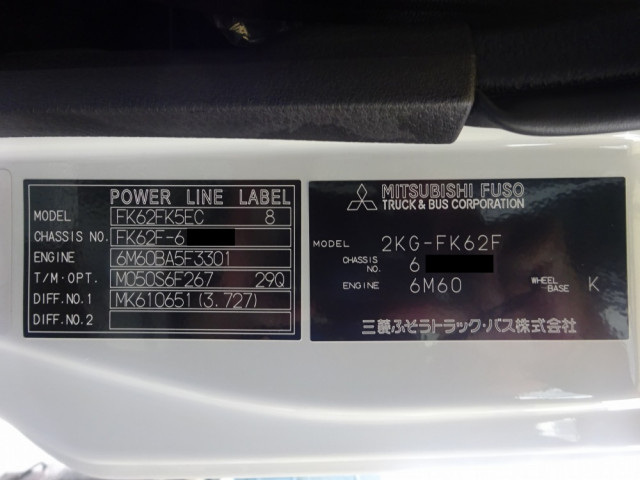 POWER LINE LABEL
MODEL FK62FK5EC 8
CHASSIS NO. FK62F-6
ENGINE 6M60BA5F3301
T/M・OPT. M050S6F267 29Q
DIFF.NO.1 MK610651 (3.727)
DIFF.NO.2
MITSUBISHI FUSO
TRUCK & BUS CORPORATION
MODEL 2KG-FK62F
CHASSIS NO. 6
ENGINE 6M60 WHEEL BASE K
三菱ふそうトラック・バス株式会社